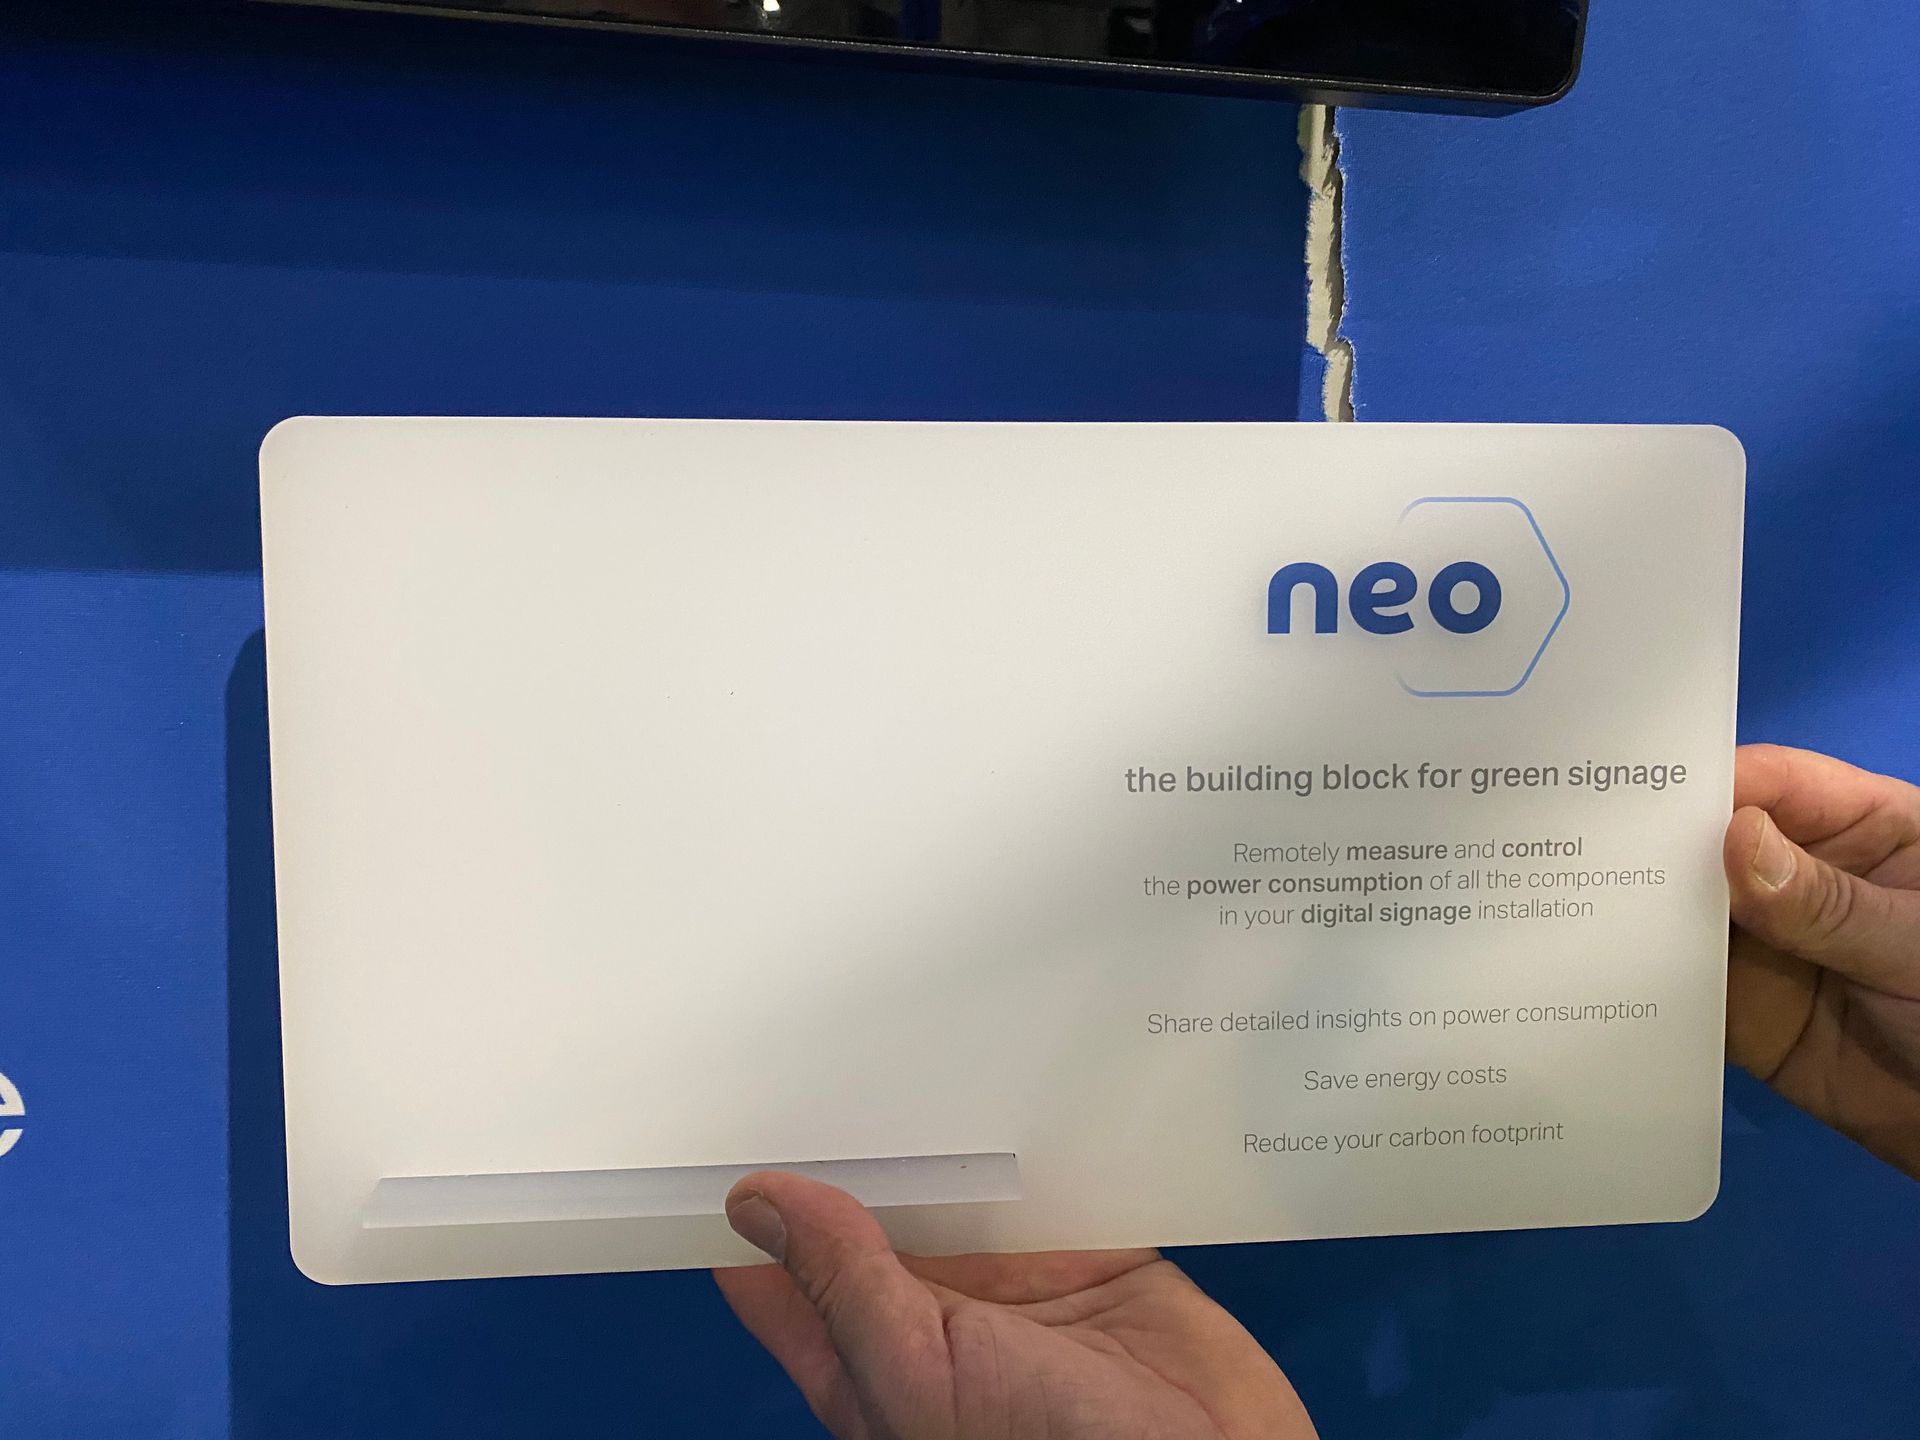 neo
the building block for green signage
Remotely measure and control
the power consumption of all the components
in your digital signage installation
Share detailed insights on power consumption
Save energy costs
Reduce your carbon footprint
e